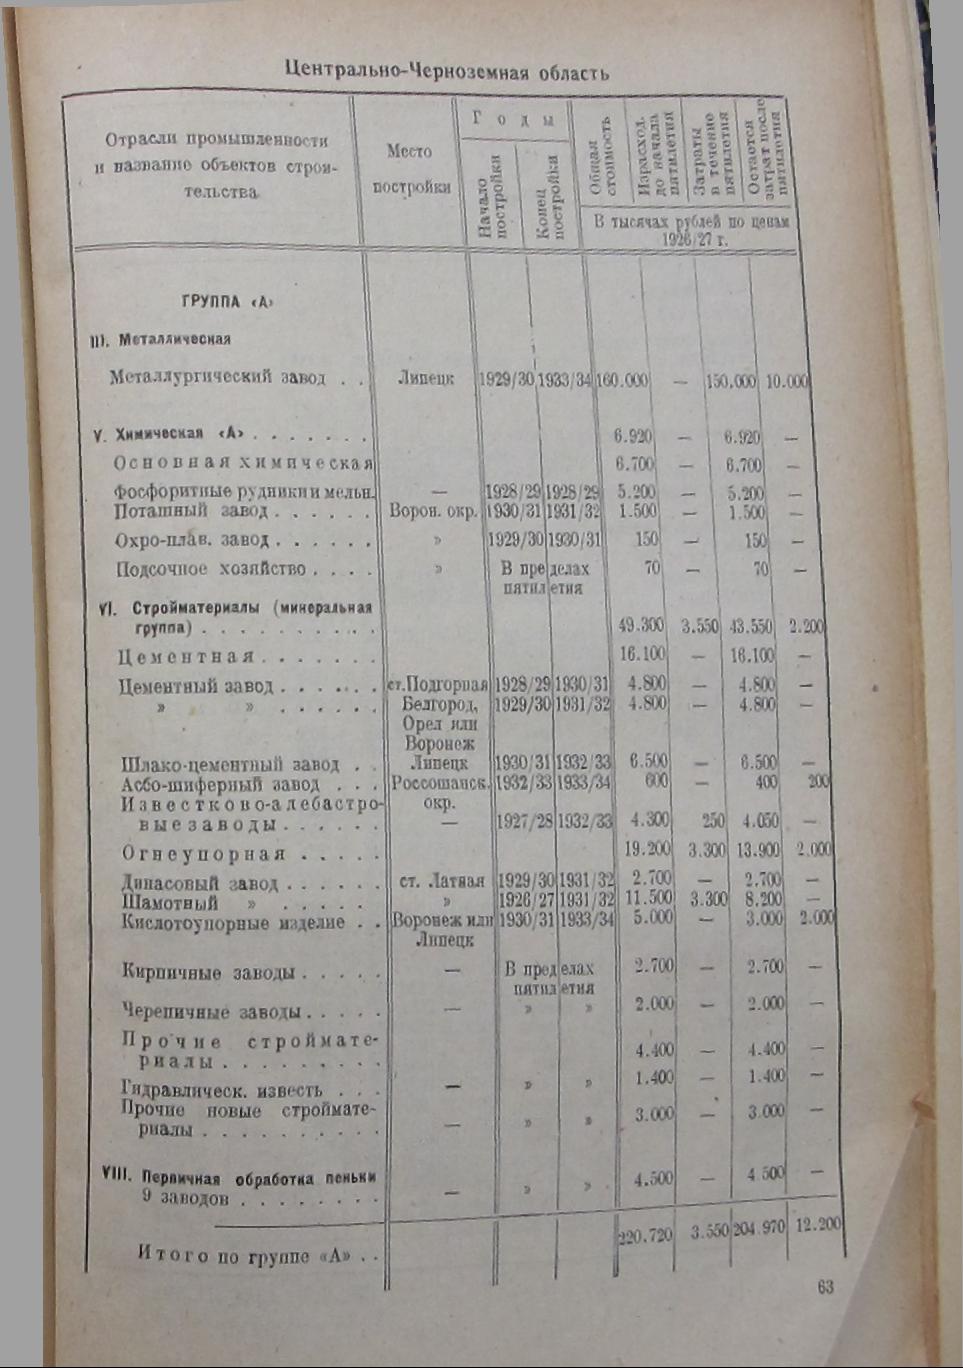 Центрально-Черноземная область
Отрасли промышленности
и название объектов строи-
тельства
Место
постройки
Годы
Начало
постройки
Конец
постройки
Общая
стоимость
Израсход.
до начала
пятилетия
Затраты
в течение
пятилетия
Остается
затрат после
пятилетия
В тысячах рублей по ценам
1926/27 г.
ГРУППА «А»
III. Металлическая
Металлургический завод . . Липецк 1929/30 1933/34 160.000 — 150.000 10.000
V. Химическая «А» . . . . . . . 6.920 — 6.920 —
Основная химическая 6.700 — 6.700 —
Фосфоритные рудники и мельн. — 1928/29 1928/29 5.200 — 5.200 —
Поташный завод . . . . . . Ворон. окр. 1930/31 1931/32 1.500 — 1.500 —
Охро-плав. завод . . . . . . » 1929/30 1930/31 150 — 150 —
Подсочное хозяйство . . . . » В пределах 70 — 70 —
пятилетия
VI. Стройматериалы (минеральная
группа) . . . . . . . . . . 49.300 3.550 43.550 2.200
Цементная . . . . . . . 16.100 — 16.100 —
Цементный завод . . . . . . ст.Подгорная 1928/29 1930/31 4.800 — 4.800 —
» » . . . . . . Белгород, 1929/30 1931/32 4.800 — 4.800 —
Орел или
Воронеж
Шлако-цементный завод . . Липецк 1930/31 1932/33 6.500 — 6.500 —
Асбо-шиферный завод . . . Россошанск. 1932/33 1933/34 600 400 200
Известково-алебастро- окр.
вые заводы . . . . . . — 1927/28 1932/33 4.300 250 4.050 —
Огнеупорная . . . . . 19.200 3.300 13.900 2.000
Динасовый завод . . . . . . ст. Латная 1929/30 1931/32 2.700 — 2.700 —
Шамотный » . . . . . » 1926/27 1931/32 11.500 3.300 8.200 —
Кислотоупорные изделие . . Воронеж или 1930/31 1933/34 5.000 — 3.000 2.000
Липецк
Кирпичные заводы . . . . . — В пределах 2.700 — 2.700 —
пятилетия
Черепичные заводы . . . . . — » » 2.000 — 2.000 —
Прочие строймате-
риалы . . . . . . . . . 4.400 — 4.400 —
Гидравлическ. известь . . . — » » 1.400 — 1.400 —
Прочие новые строймате-
риалы . . . . . . . . . . — » » 3.000 — 3.000 —
VIII. Первичная обработка пеньки
9 заводов . . . . . . . . — » » 4.500 — 4.500 —
Итого по группе «А» . . 220.720 3.550 204.970 12.200
63